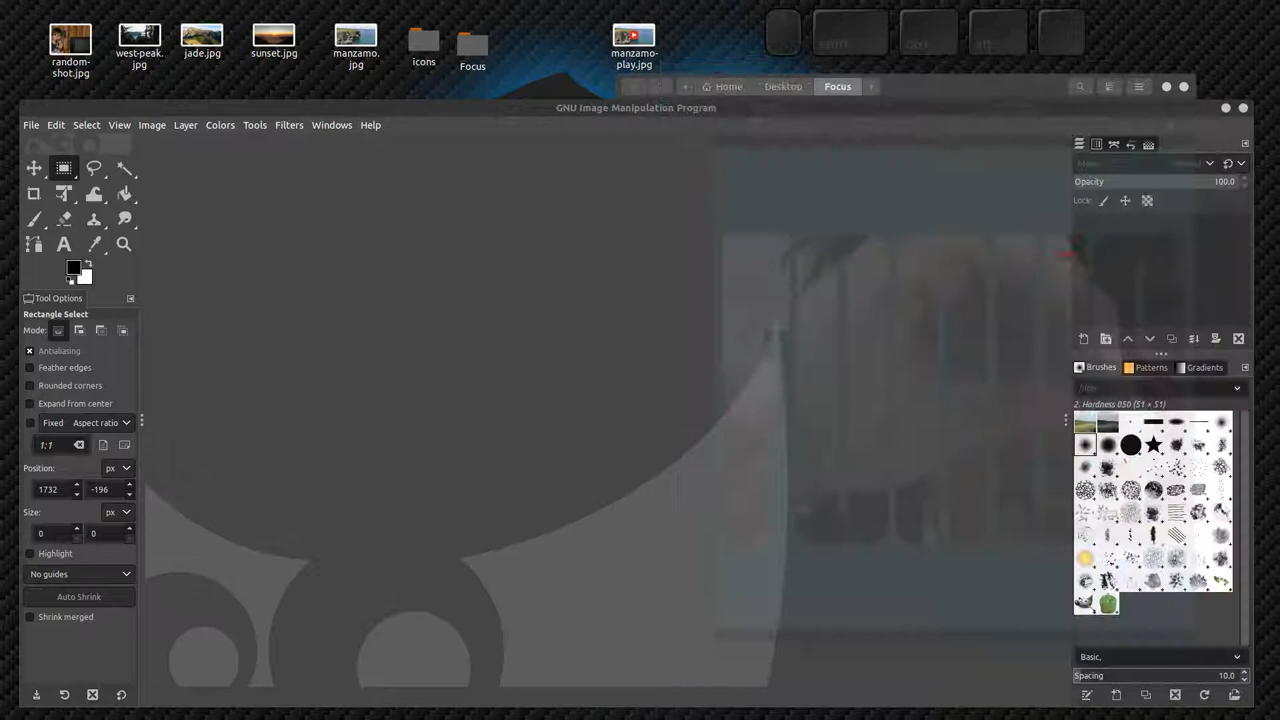 random-
shot.jpg
west-peak.
jpg
jade.jpg
sunset.jpg
manzamo.
jpg
icons
Focus
manzamo-
play.jpg
Home
Desktop
Focus
GNU Image Manipulation Program
File Edit Select View Image Layer Colors Tools Filters Windows Help
Tool Options
Rectangle Select
Mode:
Antialiasing
Feather edges
Rounded corners
Expand from center
Fixed Aspect ratio
1:1
Position:
px
1732
-196
Size:
px
0
0
Highlight
No guides
Auto Shrink
Shrink merged
Opacity 100.0
Lock:
Brushes
Patterns
Gradients
2. Hardness 050 (51 × 51)
Basic,
Spacing 10.0